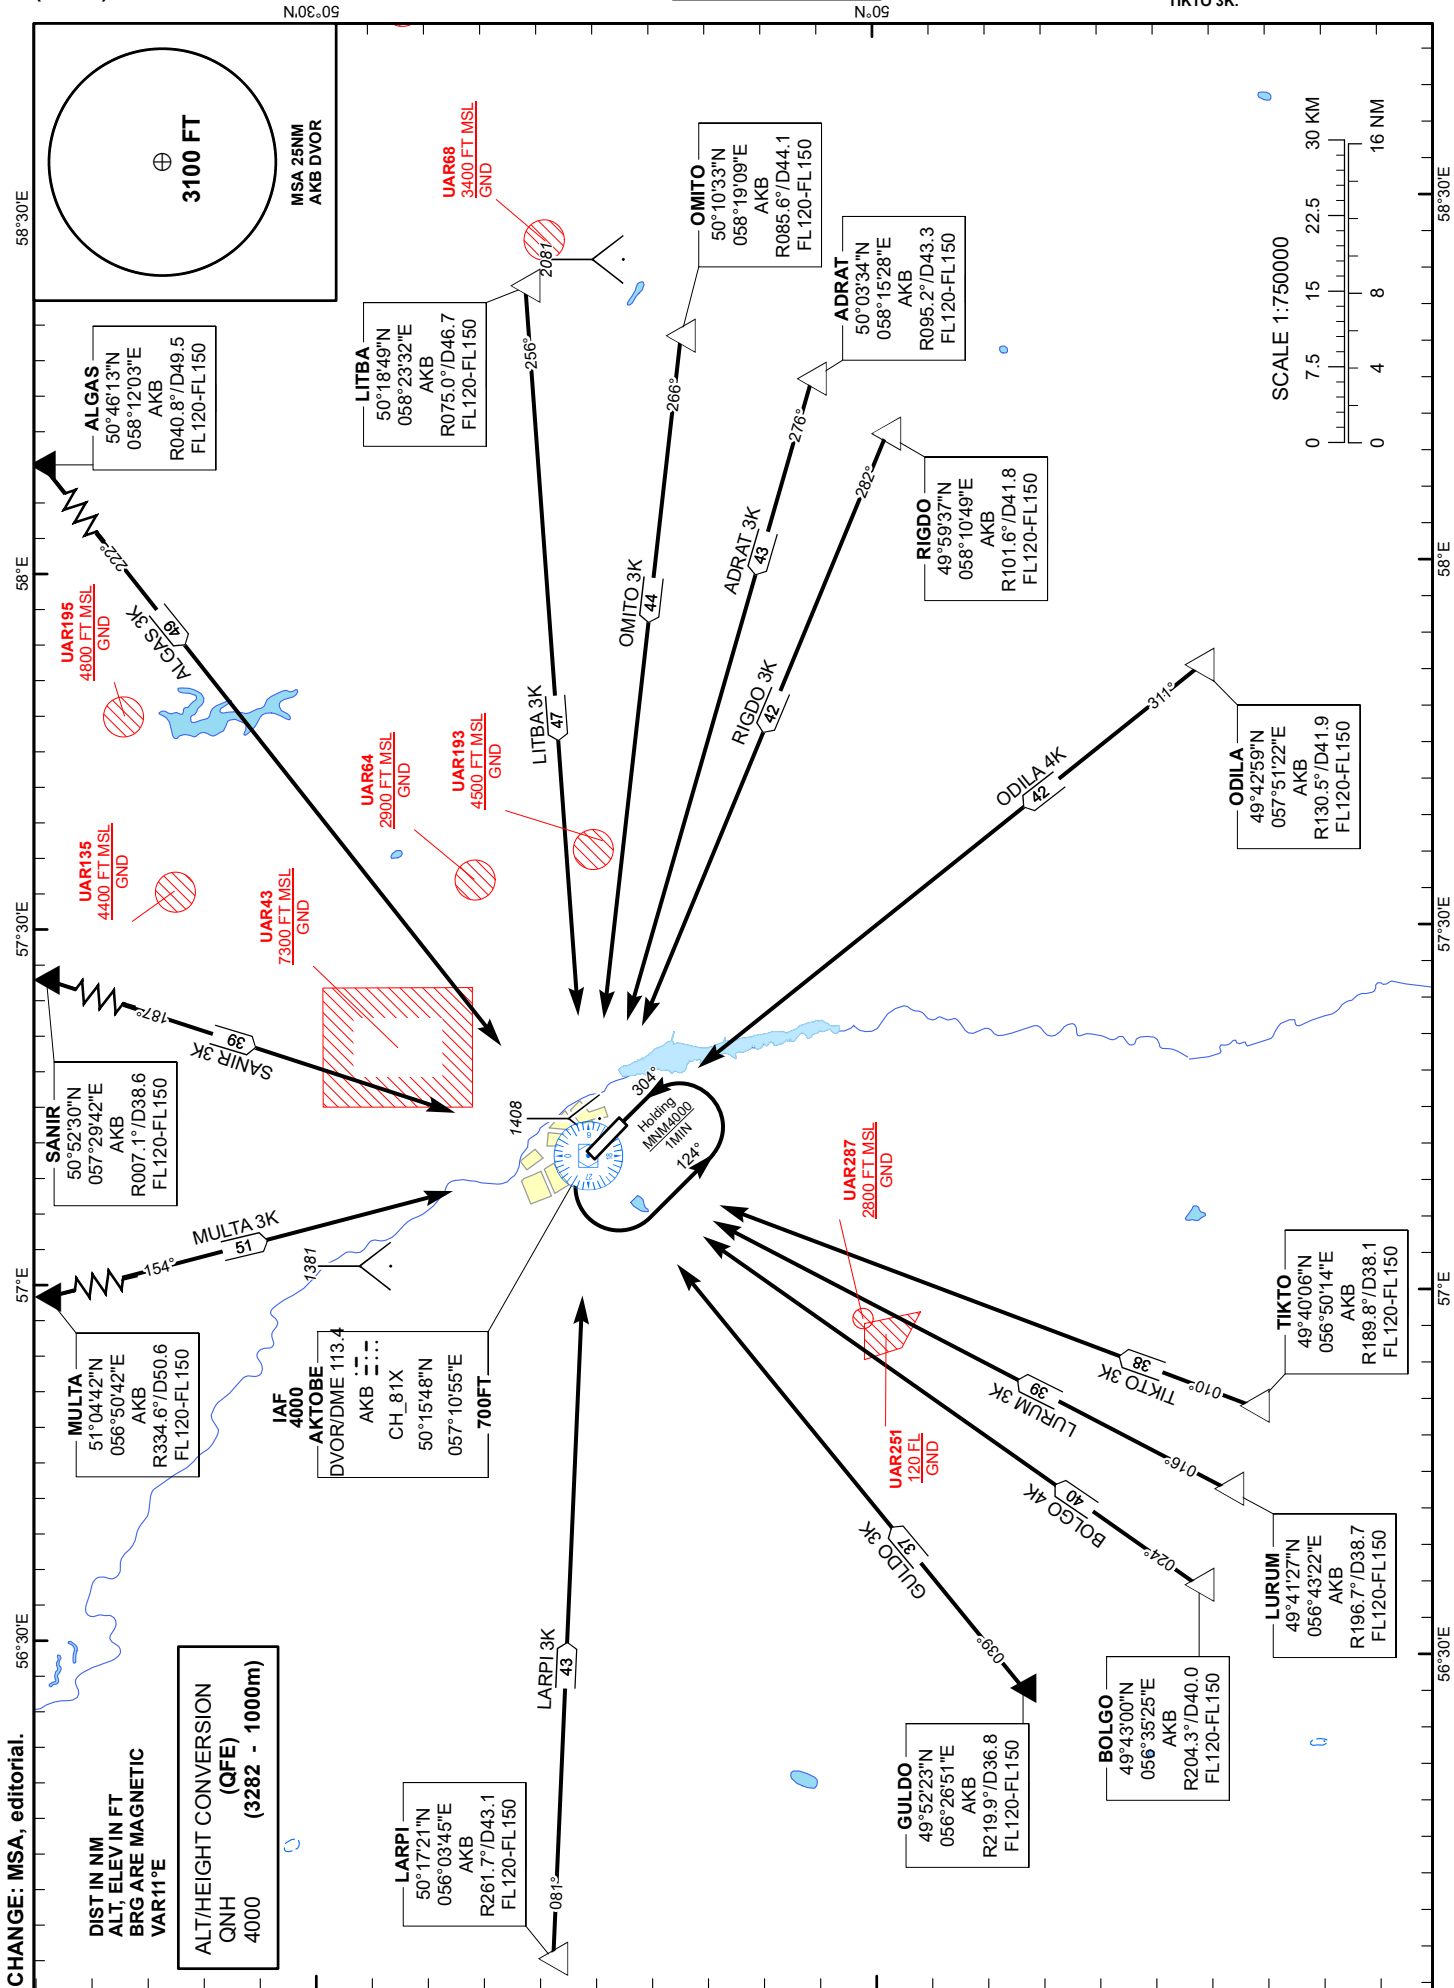 CHANGE: MSA, editorial.
DIST IN NM
ALT, ELEV IN FT
BRG ARE MAGNETIC
VAR11°E
ALT/HEIGHT CONVERSION
QNH (QFE)
4000 (3282 - 1000m)
MULTA
51°04'42"N
056°50'42"E
AKB
R334.6°/D50.6
FL120-FL150
SANIR
50°52'30"N
057°29'42"E
AKB
R007.1°/D38.6
FL120-FL150
ALGAS
50°46'13"N
058°12'03"E
AKB
R040.8°/D49.5
FL120-FL150
3100 FT
MSA 25NM
AKB DVOR
154°
MULTA 3K
51
187°
SANIR 3K
39
222°
ALGAS 3K
49
UAR135
4400 FT MSL
GND
UAR195
4800 FT MSL
GND
UAR43
7300 FT MSL
GND
UAR64
2900 FT MSL
GND
UAR193
4500 FT MSL
GND
UAR68
3400 FT MSL
GND
1381
1408
2081
IAF
4000
AKTOBE
DVOR/DME 113.4
AKB
CH_81X
50°15'48"N
057°10'55"E
700FT
LITBA
50°18'49"N
058°23'32"E
AKB
R075.0°/D46.7
FL120-FL150
256°
LITBA 3K
47
OMITO
50°10'33"N
058°19'09"E
AKB
R085.6°/D44.1
FL120-FL150
266°
OMITO 3K
44
ADRAT
50°03'34"N
058°15'28"E
AKB
R095.2°/D43.3
FL120-FL150
276°
ADRAT 3K
43
RIGDO
49°59'37"N
058°10'49"E
AKB
R101.6°/D41.8
FL120-FL150
282°
RIGDO 3K
42
LARPI
50°17'21"N
056°03'45"E
AKB
R261.7°/D43.1
FL120-FL150
081°
LARPI 3K
43
304°
Holding
MNM4000
1MIN
124°
0
9
18
27
ODILA
49°42'59"N
057°51'22"E
AKB
R130.5°/D41.9
FL120-FL150
311°
ODILA 4K
42
UAR287
2800 FT MSL
GND
UAR251
120 FL
GND
GULDO
49°52'23"N
056°26'51"E
AKB
R219.9°/D36.8
FL120-FL150
039°
GULDO 3K
37
BOLGO
49°43'00"N
056°35'25"E
AKB
R204.3°/D40.0
FL120-FL150
024°
BOLGO 4K
40
LURUM
49°41'27"N
056°43'22"E
AKB
R196.7°/D38.7
FL120-FL150
016°
LURUM 3K
39
TIKTO
49°40'06"N
056°50'14"E
AKB
R189.8°/D38.1
FL120-FL150
010°
TIKTO 3K
38
SCALE 1:750000
0 7.5 15 22.5 30 KM
0 4 8 16 NM
56°30'E
57°E
57°30'E
58°E
58°30'E
56°30'E
57°E
57°30'E
58°E
58°30'E
50°30'N
50°N
TIKTO 3K.